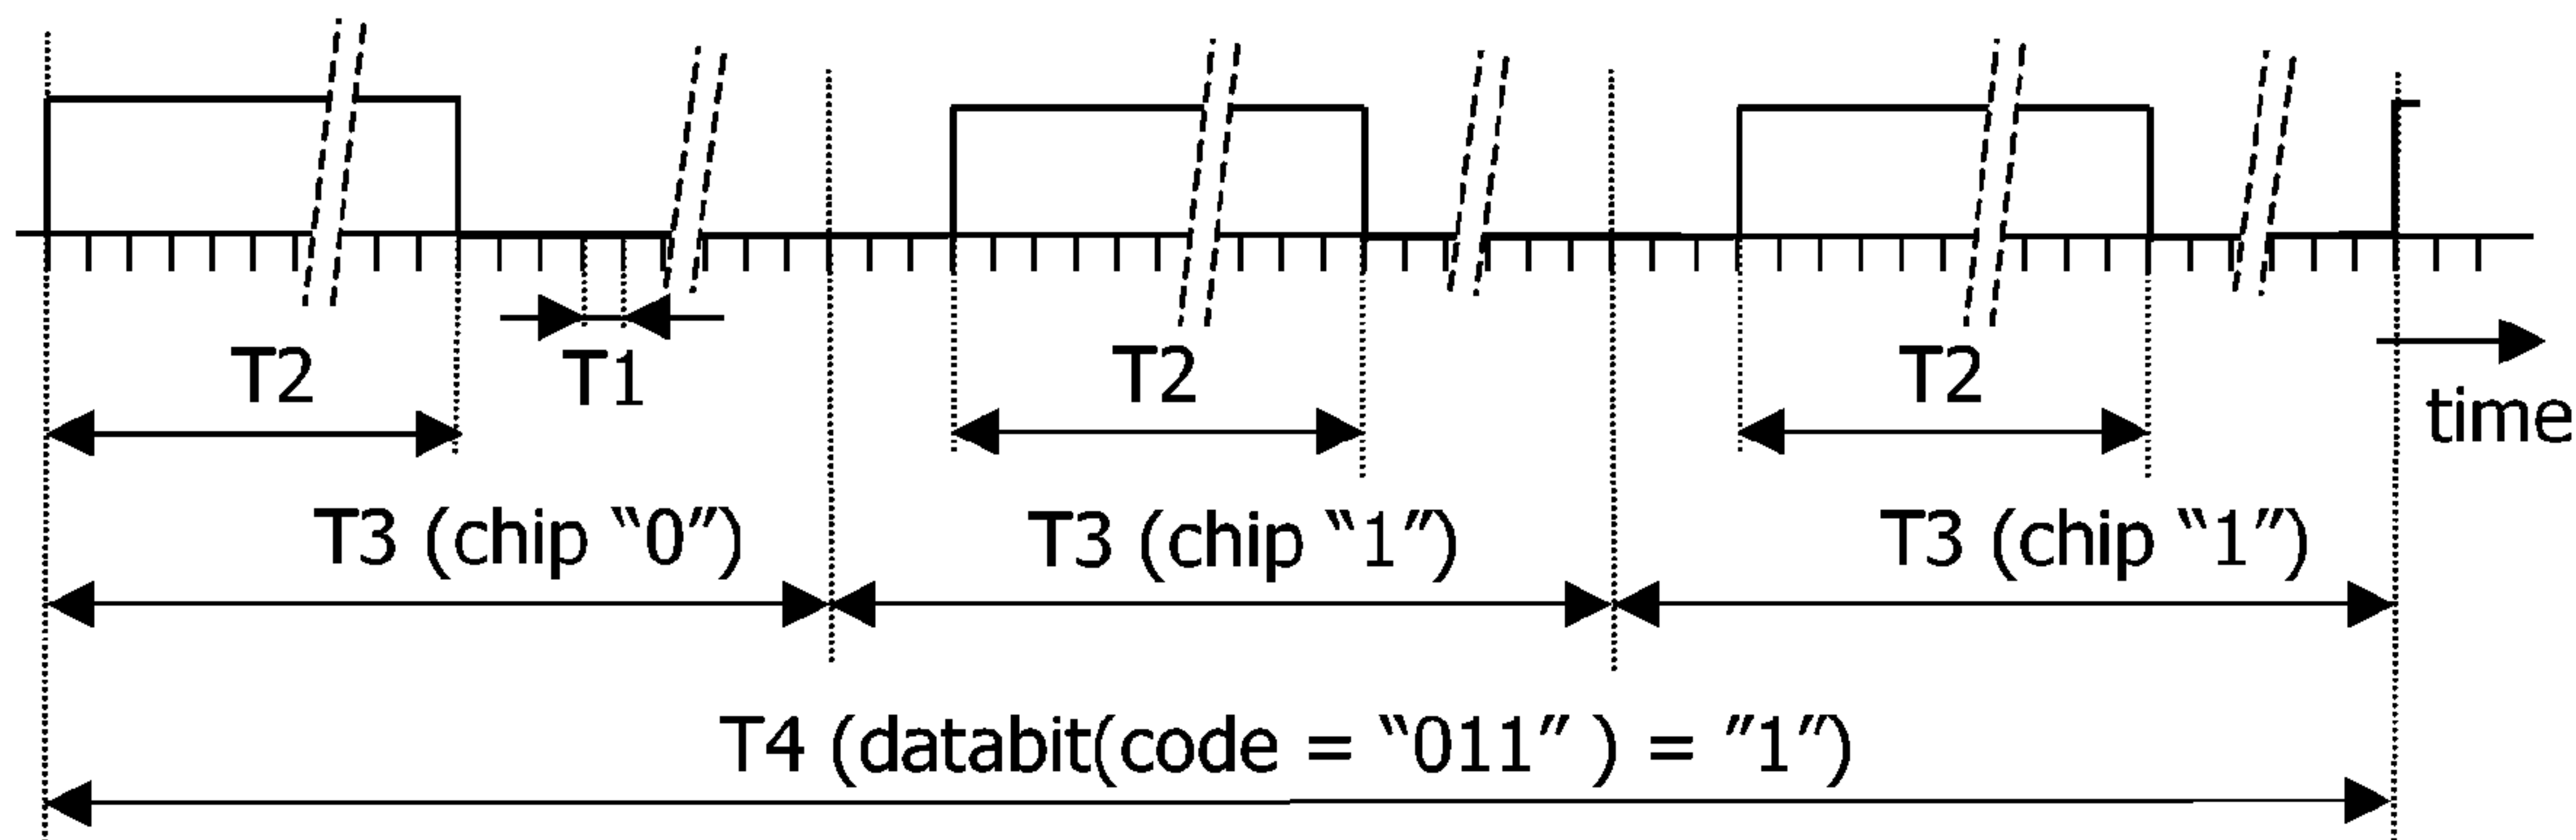 T2 T1 T2 T2
time
T3 (chip “0”) T3 (chip “1”) T3 (chip “1”)
T4 (databit(code = “011” ) = ”1”)